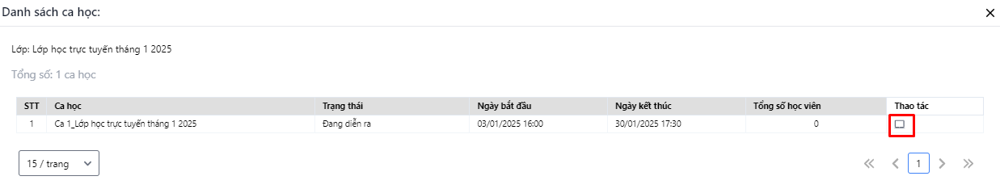 Danh sách ca học:
Lớp: Lớp học trực tuyến tháng 1 2025
Tổng số: 1 ca học
STT Ca học Trạng thái Ngày bắt đầu Ngày kết thúc Tổng số học viên Thao tác
1 Ca 1_Lớp học trực tuyến tháng 1 2025 Đang diễn ra 03/01/2025 16:00 30/01/2025 17:30 0
15 / trang 1